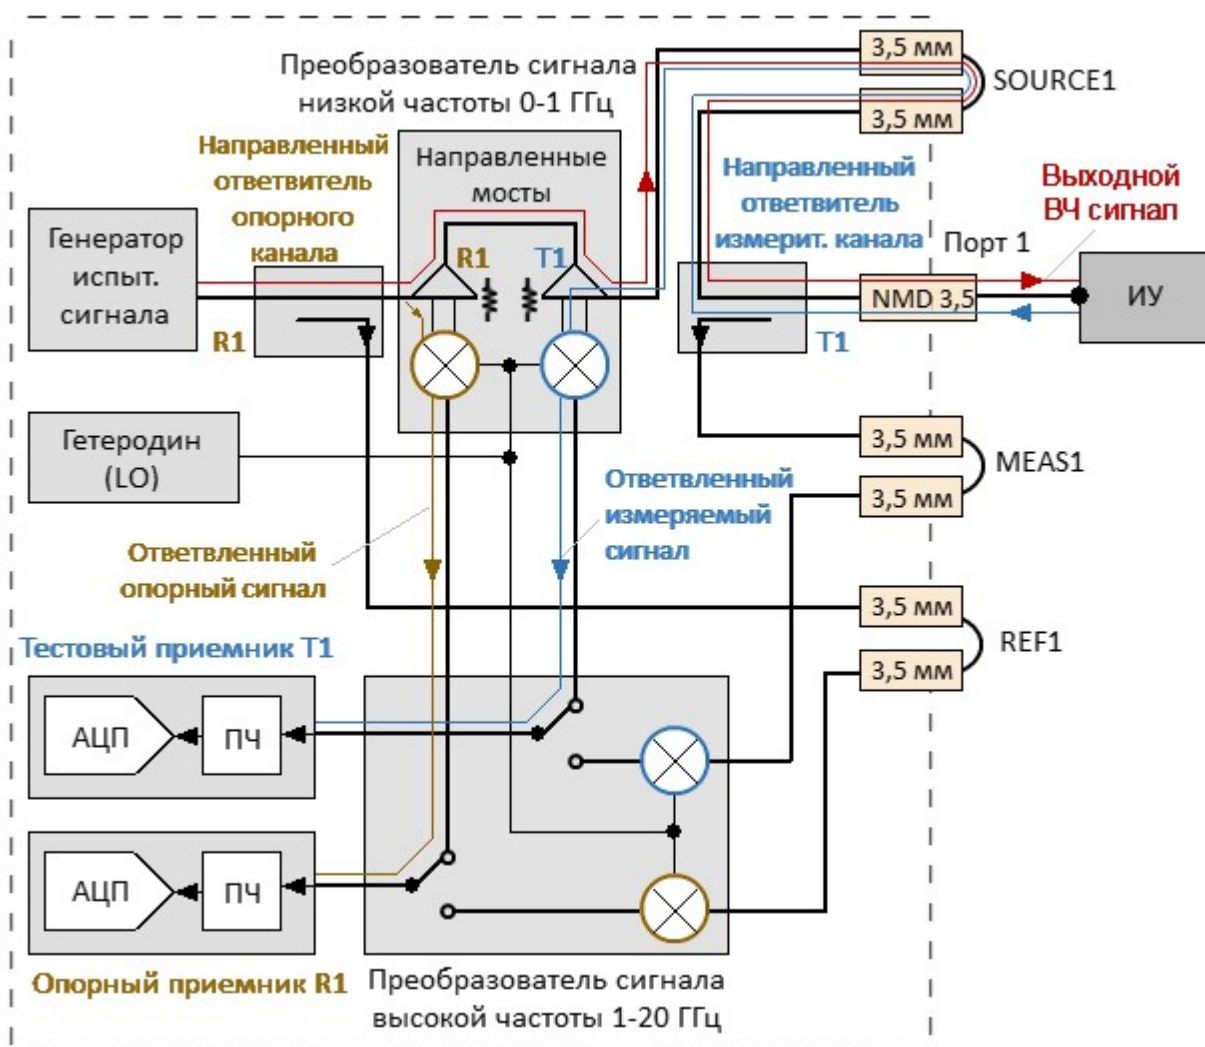 Преобразователь сигнала
низкой частоты 0-1 ГГц
3,5 мм
SOURCE1
3,5 мм
Направленный
ответвитель
опорного
канала
Направленные
мосты
Направленный
ответвитель
измерит. канала
Выходной
ВЧ сигнал
Генератор
испыт.
сигнала
R1
T1
Порт 1
NMD 3,5
ИУ
R1
T1
Гетеродин
(LO)
3,5 мм
MEAS1
3,5 мм
Ответвленный
измеряемый
сигнал
Ответвленный
опорный сигнал
3,5 мм
REF1
3,5 мм
Тестовый приемник T1
АЦП
ПЧ
АЦП
ПЧ
Опорный приемник R1
Преобразователь сигнала
высокой частоты 1-20 ГГц